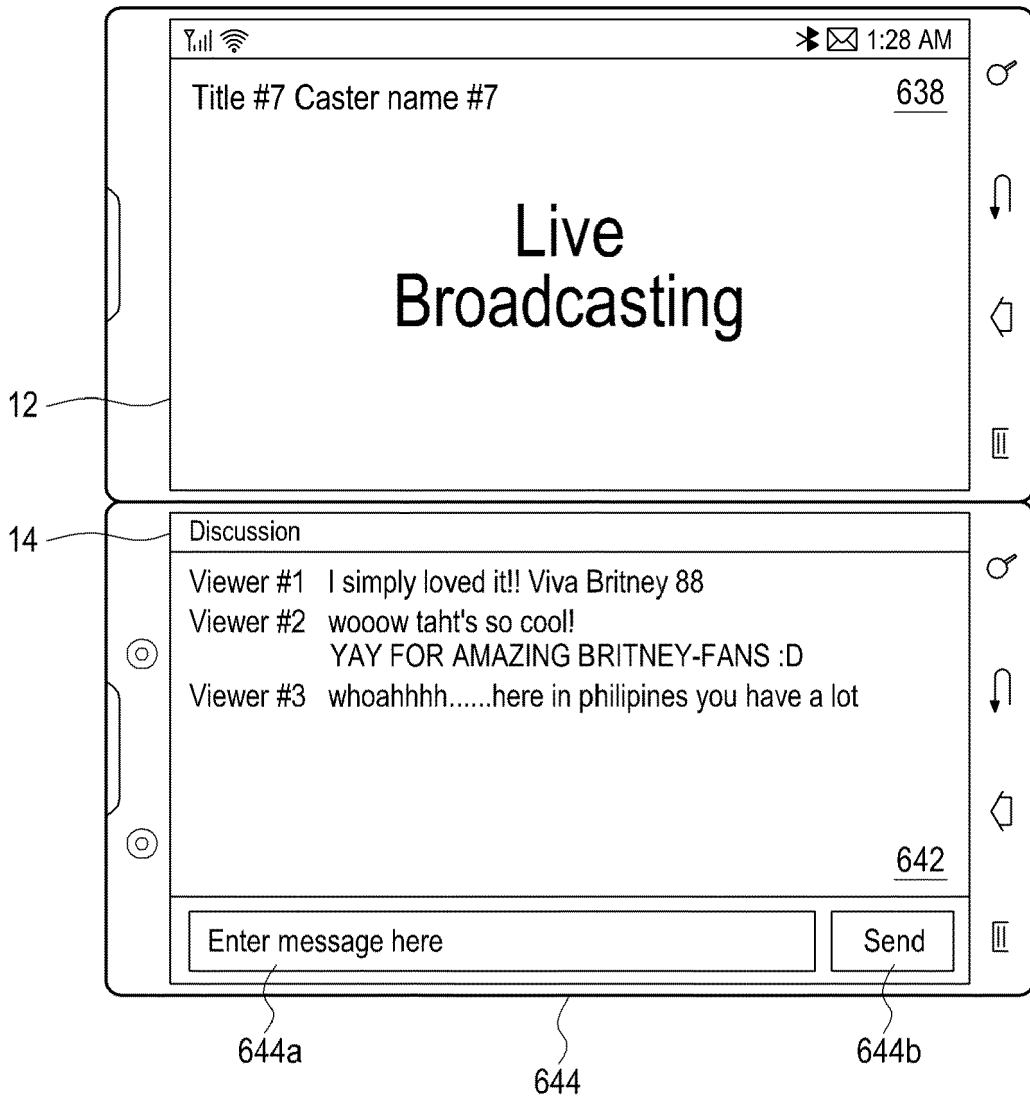 1:28 AM
Title #7 Caster name #7
638
Live
Broadcasting
12
14
Discussion
Viewer #1 I simply loved it!! Viva Britney 88
Viewer #2 wooow taht's so cool!
YAY FOR AMAZING BRITNEY-FANS :D
Viewer #3 whoahhhh......here in philipines you have a lot
642
Enter message here
Send
644a
644
644b